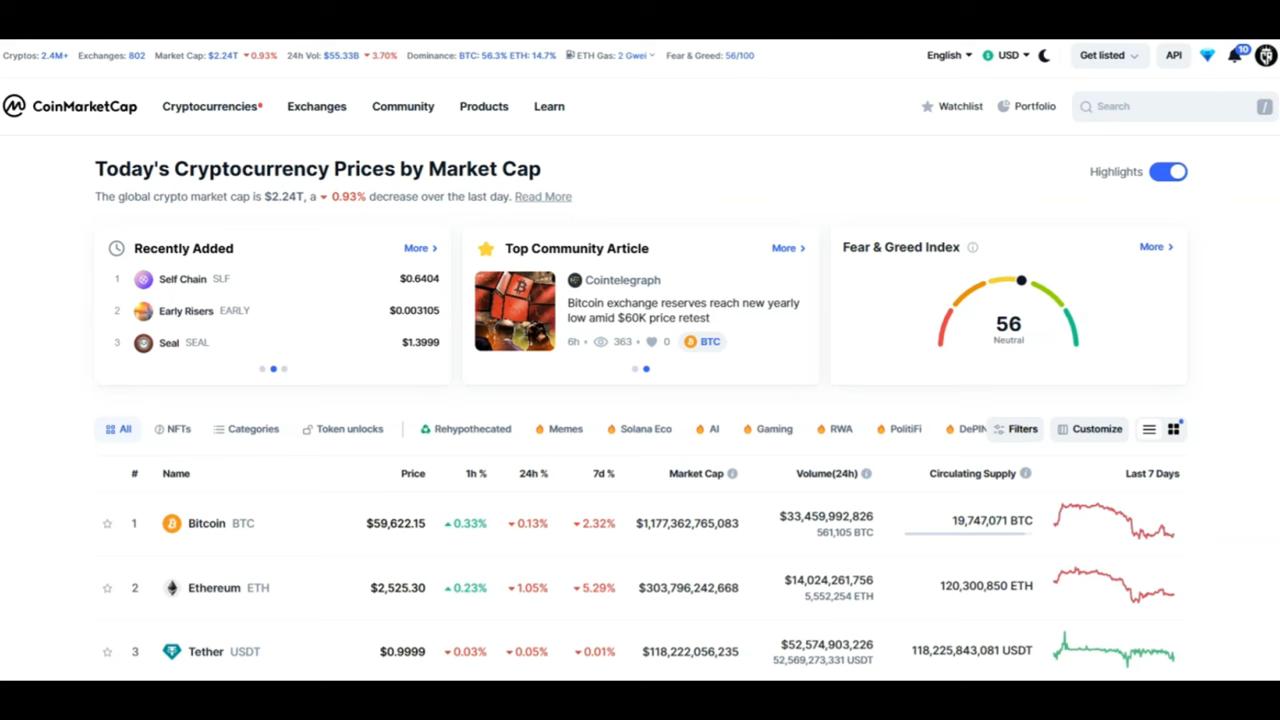 Cryptos: 2.4M+ Exchanges: 802 Market Cap: $2.24T 0.93% 24h Vol: $55.33B 3.70% Dominance: BTC: 56.3% ETH: 14.7% ETH Gas: 2 Gwei Fear & Greed: 56/100 English USD Get listed API 10
CoinMarketCap Cryptocurrencies Exchanges Community Products Learn Watchlist Portfolio Search /
Today's Cryptocurrency Prices by Market Cap
Highlights
The global crypto market cap is $2.24T, a 0.93% decrease over the last day. Read More
Recently Added More >
1 Self Chain SLF $0.6404
2 Early Risers EARLY $0.003105
3 Seal SEAL $1.3999
Top Community Article More >
Cointelegraph
Bitcoin exchange reserves reach new yearly
low amid $60K price retest
6h • 363 • 0 BTC
Fear & Greed Index More >
56
Neutral
All NFTs Categories Token unlocks Rehypothecated Memes Solana Eco AI Gaming RWA PolitiFi DePIN Filters Customize
# Name Price 1h % 24h % 7d % Market Cap Volume(24h) Circulating Supply Last 7 Days
1 Bitcoin BTC $59,622.15 0.33% 0.13% 2.32% $1,177,362,765,083 $33,459,992,826 19,747,071 BTC
561,105 BTC
2 Ethereum ETH $2,525.30 0.23% 1.05% 5.29% $303,796,242,668 $14,024,261,756 120,300,850 ETH
5,552,254 ETH
3 Tether USDT $0.9999 0.03% 0.05% 0.01% $118,222,056,235 $52,574,903,226 118,225,843,081 USDT
52,569,273,331 USDT